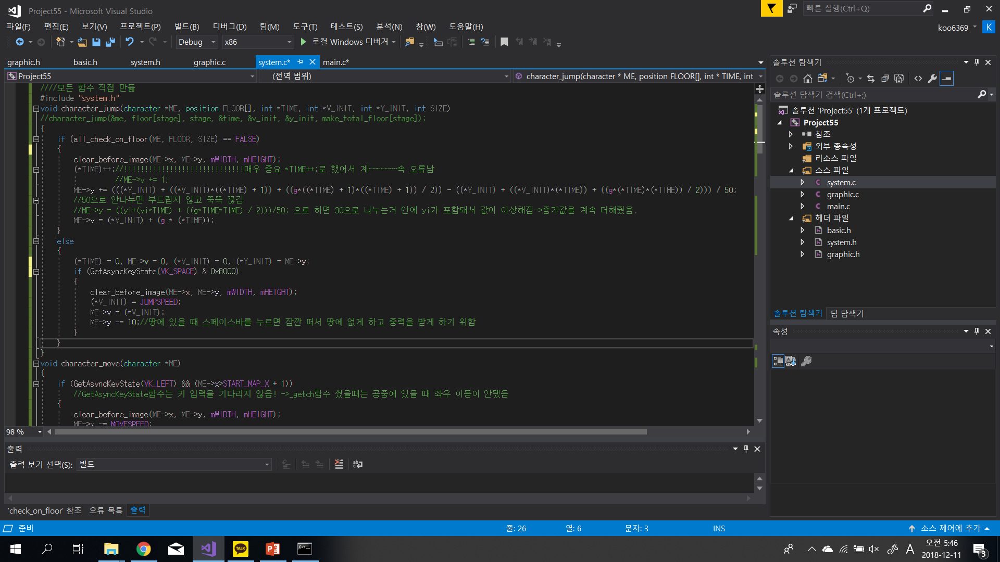 Project55 - Microsoft Visual Studio
빠른 실행(Ctrl+Q)
파일(F) 편집(E) 보기(V) 프로젝트(P) 빌드(B) 디버그(D) 팀(M) 도구(T) 테스트(S) 분석(N) 창(W) 도움말(H)
koo6369 K
Debug x86 로컬 Windows 디버거
graphic.h basic.h system.h graphic.c system.c* main.c*
Project55 (전역 범위) character_jump(character * ME, position FLOOR[], int * TIME, int
////모든 함수 직접 만듦
#include "system.h"
void character_jump(character *ME, position FLOOR[], int *TIME, int *V_INIT, int *Y_INIT, int SIZE)
//character_jump(&me, floor[stage], stage, &time, &v_init, &y_init, make_total_floor[stage]);
{
if (all_check_on_floor(ME, FLOOR, SIZE) == FALSE)
{
clear_before_image(ME->x, ME->y, mWIDTH, mHEIGHT);
(*TIME)++;//!!!!!!!!!!!!!!!!!!!!!!!!!!!!!매우 중요 *TIME++;로 했어서 계~~~~~~~속 오류남
//ME->y += 1;
ME->y += (((*Y_INIT) + ((*V_INIT)*((*TIME) + 1)) + ((g*((*TIME) + 1)*((*TIME) + 1)) / 2)) - ((*Y_INIT) + ((*V_INIT)*(*TIME)) + ((g*(*TIME)*(*TIME)) / 2))) / 50;
//50으로 안나누면 부드럽지 않고 뚝뚝 끊김
//ME->y = ((yi+(vi*TIME) + ((g*TIME*TIME) / 2)))/50; 으로 하면 30으로 나누는거 안에 yi가 포함돼서 값이 이상해짐->증가값을 계속 더해줬음.
ME->v = (*V_INIT) + (g * (*TIME));
}
else
{
(*TIME) = 0, ME->v = 0, (*V_INIT) = 0, (*Y_INIT) = ME->y;
if (GetAsyncKeyState(VK_SPACE) & 0x8000)
{
clear_before_image(ME->x, ME->y, mWIDTH, mHEIGHT);
(*V_INIT) = JUMPSPEED;
ME->v = (*V_INIT);
ME->y -= 10;//땅에 있을 때 스페이스바를 누르면 잠깐 떠서 땅에 없게 하고 중력을 받게 하기 위함
}
}
}
void character_move(character *ME)
{
if (GetAsyncKeyState(VK_LEFT) && (ME->x>START_MAP_X + 1))
//GetAsyncKeyState함수는 키 입력을 기다리지 않음! ->_getch함수 썼을때는 공중에 있을 때 좌우 이동이 안됐음
{
clear_before_image(ME->x, ME->y, mWIDTH, mHEIGHT);
ME->x -= MOVESPEED;
98 %
출력
출력 보기 선택(S): 빌드
'check_on_floor' 참조 오류 목록 출력
솔루션 탐색기
솔루션 탐색기 검색(Ctrl+;)
솔루션 'Project55' (1개 프로젝트)
Project55
참조
외부 종속성
리소스 파일
소스 파일
system.c
graphic.c
main.c
헤더 파일
basic.h
system.h
graphic.h
솔루션 탐색기 팀 탐색기
속성
준비 줄: 26 열: 6 문자: 3 INS 소스 제어에 추가
TALK
A 오전 5:46
2018-12-11
3